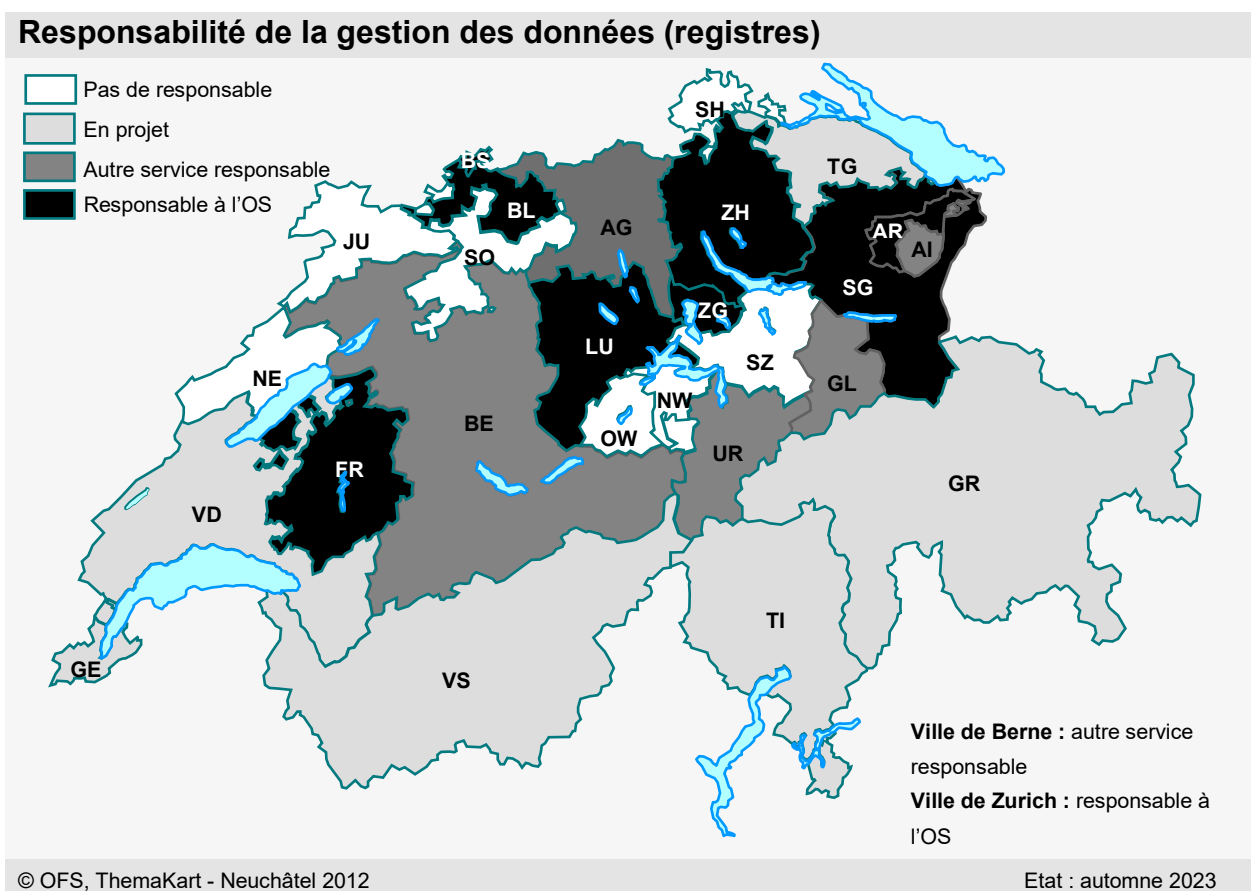 Responsabilité de la gestion des données (registres)
Pas de responsable
En projet
Autre service responsable
Responsable à l’OS
SH
BS
TG
BL
ZH
AG
AR
JU
AI
SO
SG
ZG
LU
SZ
NE
GL
NW
BE
OW
UR
FR
GR
VD
TI
GE
VS
Ville de Berne : autre service
responsable
Ville de Zurich : responsable à
l’OS
© OFS, ThemaKart - Neuchâtel 2012
Etat : automne 2023